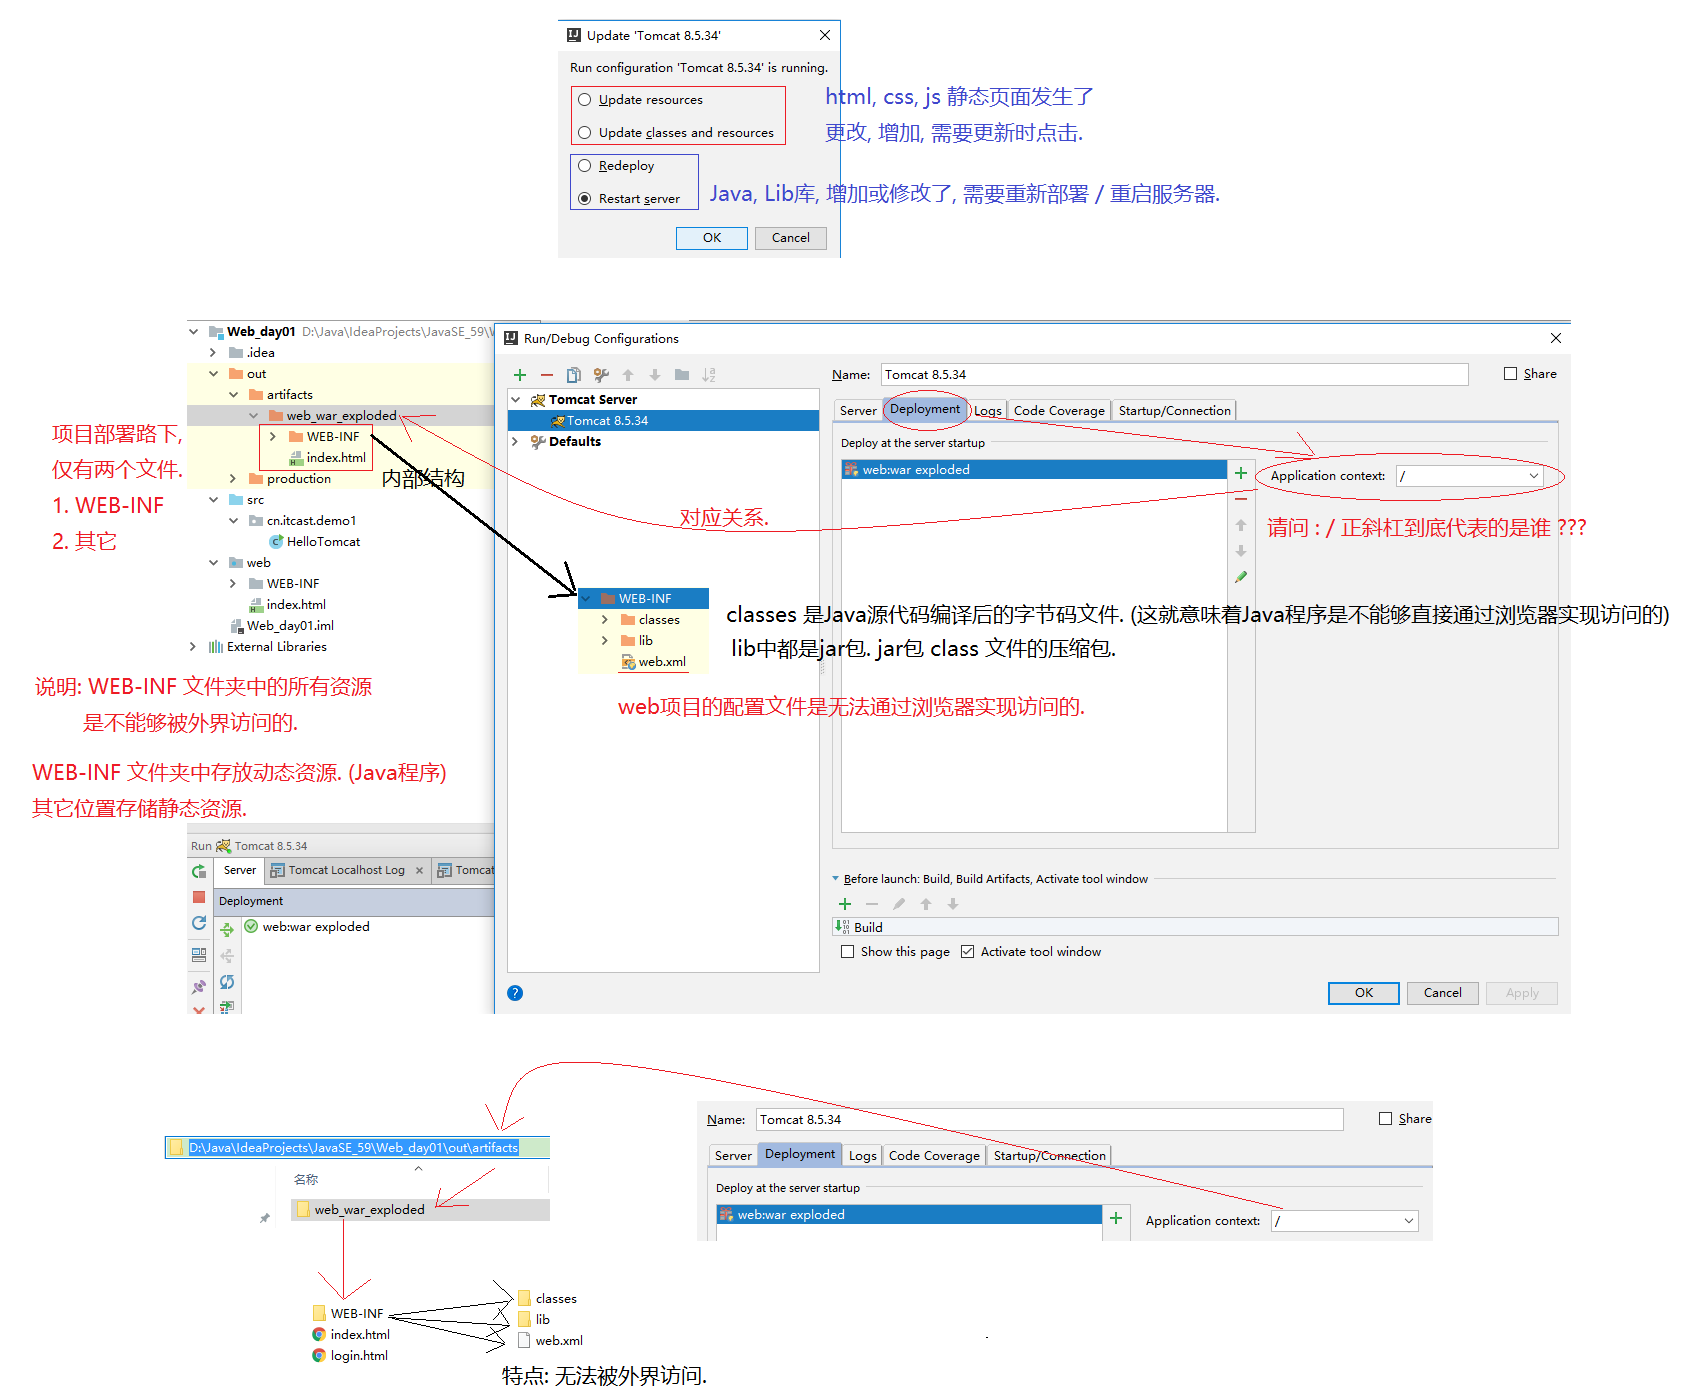 Update 'Tomcat 8.5.34'
Run configuration 'Tomcat 8.5.34' is running.
Update resources
Update classes and resources
html, css, js 静态页面发生了
更改, 增加, 需要更新时点击.
Redeploy
Restart server
Java, Lib库, 增加或修改了, 需要重新部署 / 重启服务器.
OK Cancel
Web_day01 D:\Java\IdeaProjects\JavaSE_59\
.idea
out
artifacts
web_war_exploded
WEB-INF
index.html
production
内部结构
src
cn.itcast.demo1
HelloTomcat
web
WEB-INF
index.html
Web_day01.iml
External Libraries
项目部署路下,
仅有两个文件.
1. WEB-INF
2. 其它
说明: WEB-INF 文件夹中的所有资源
是不能够被外界访问的.
WEB-INF 文件夹中存放动态资源. (Java程序)
其它位置存储静态资源.
Run/Debug Configurations
Tomcat Server
Tomcat 8.5.34
Defaults
Name: Tomcat 8.5.34
Share
Server Deployment Logs Code Coverage Startup/Connection
Deploy at the server startup
web:war exploded
Application context: /
对应关系.
请问 : / 正斜杠到底代表的是谁 ???
WEB-INF
classes
lib
web.xml
classes 是Java源代码编译后的字节码文件. (这就意味着Java程序是不能够直接通过浏览器实现访问的)
lib中都是jar包. jar包 class 文件的压缩包.
web项目的配置文件是无法通过浏览器实现访问的.
Before launch: Build, Build Artifacts, Activate tool window
Build
Show this page Activate tool window
OK Cancel Apply
Run Tomcat 8.5.34
Server Tomcat Localhost Log Tomcat
Deployment
web:war exploded
D:\Java\IdeaProjects\JavaSE_59\Web_day01\out\artifacts
名称
web_war_exploded
Name: Tomcat 8.5.34
Share
Server Deployment Logs Code Coverage Startup/Connection
Deploy at the server startup
web:war exploded
Application context: /
WEB-INF
index.html
login.html
classes
lib
web.xml
特点: 无法被外界访问.